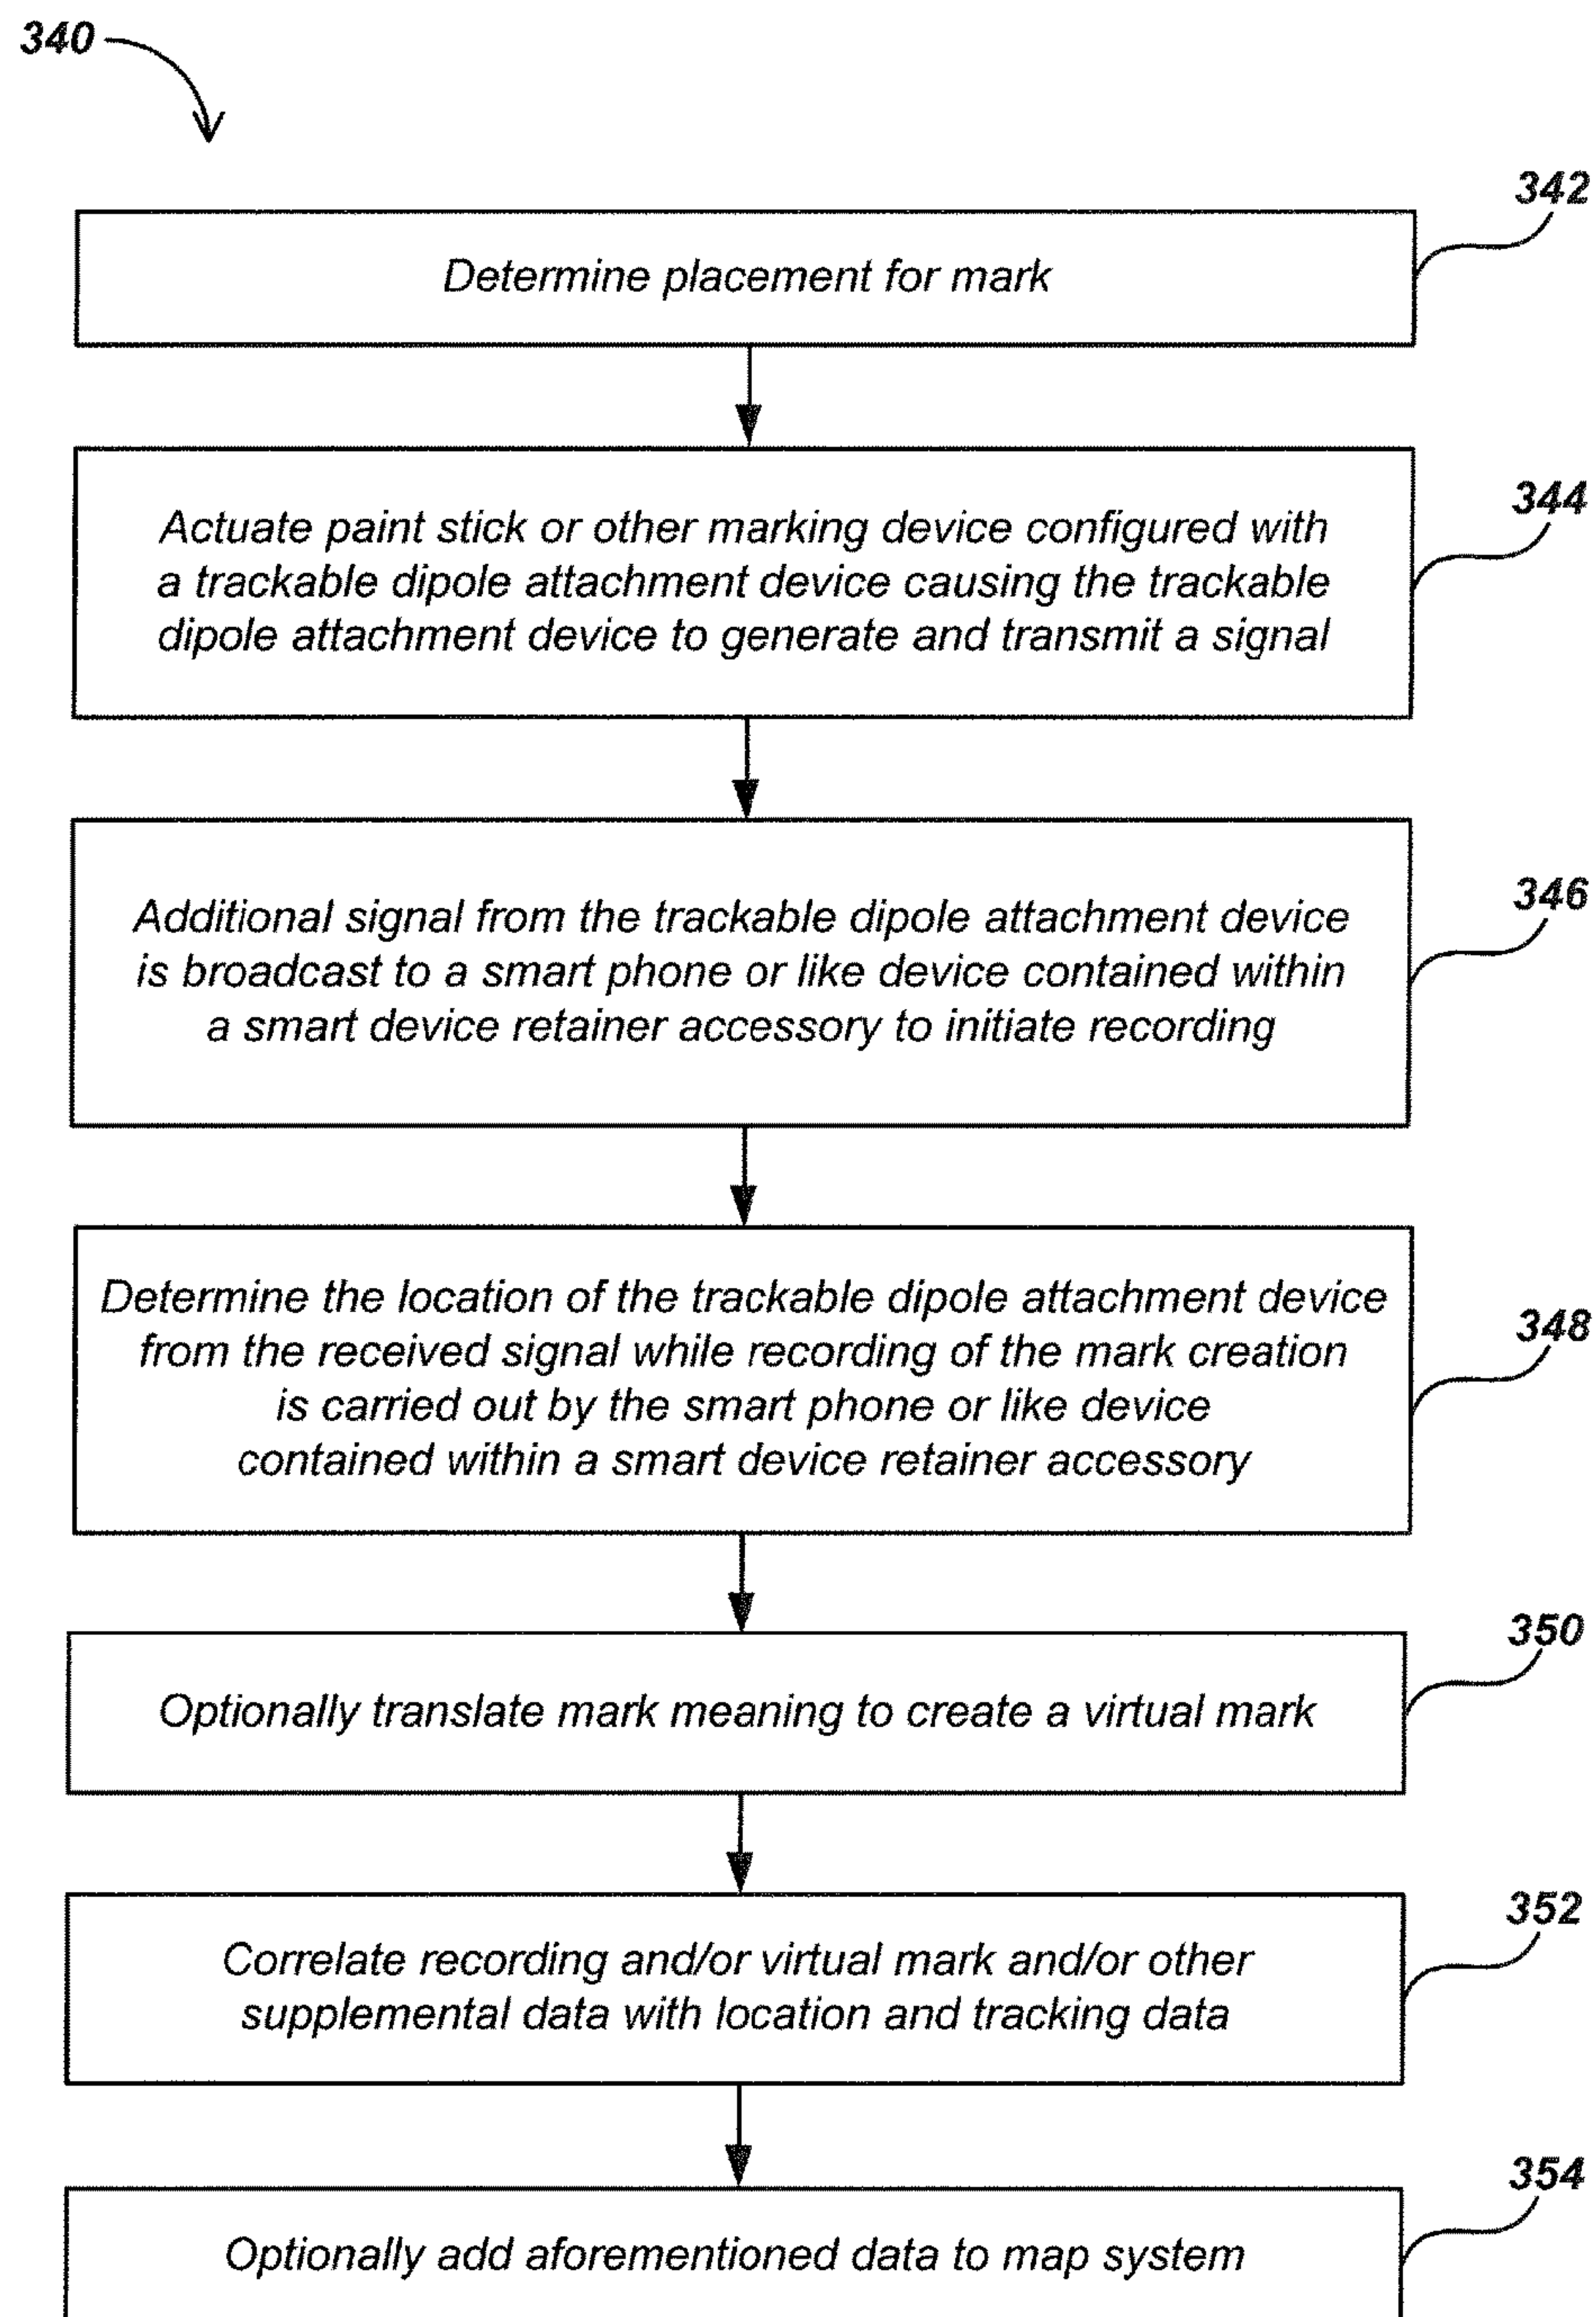 340
342
Determine placement for mark
344
Actuate paint stick or other marking device configured with
a trackable dipole attachment device causing the trackable
dipole attachment device to generate and transmit a signal
346
Additional signal from the trackable dipole attachment device
is broadcast to a smart phone or like device contained within
a smart device retainer accessory to initiate recording
348
Determine the location of the trackable dipole attachment device
from the received signal while recording of the mark creation
is carried out by the smart phone or like device
contained within a smart device retainer accessory
350
Optionally translate mark meaning to create a virtual mark
352
Correlate recording and/or virtual mark and/or other
supplemental data with location and tracking data
354
Optionally add aforementioned data to map system